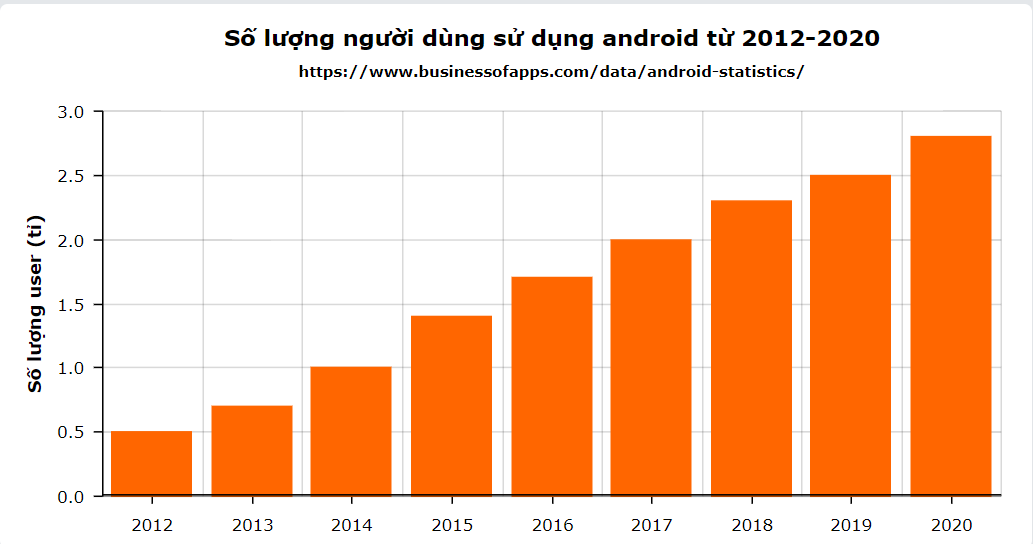 Số lượng người dùng sử dụng android từ 2012-2020
https://www.businessofapps.com/data/android-statistics/
Số lượng user (tỉ)
3.0
2.5
2.0
1.5
1.0
0.5
0.0
2012 2013 2014 2015 2016 2017 2018 2019 2020